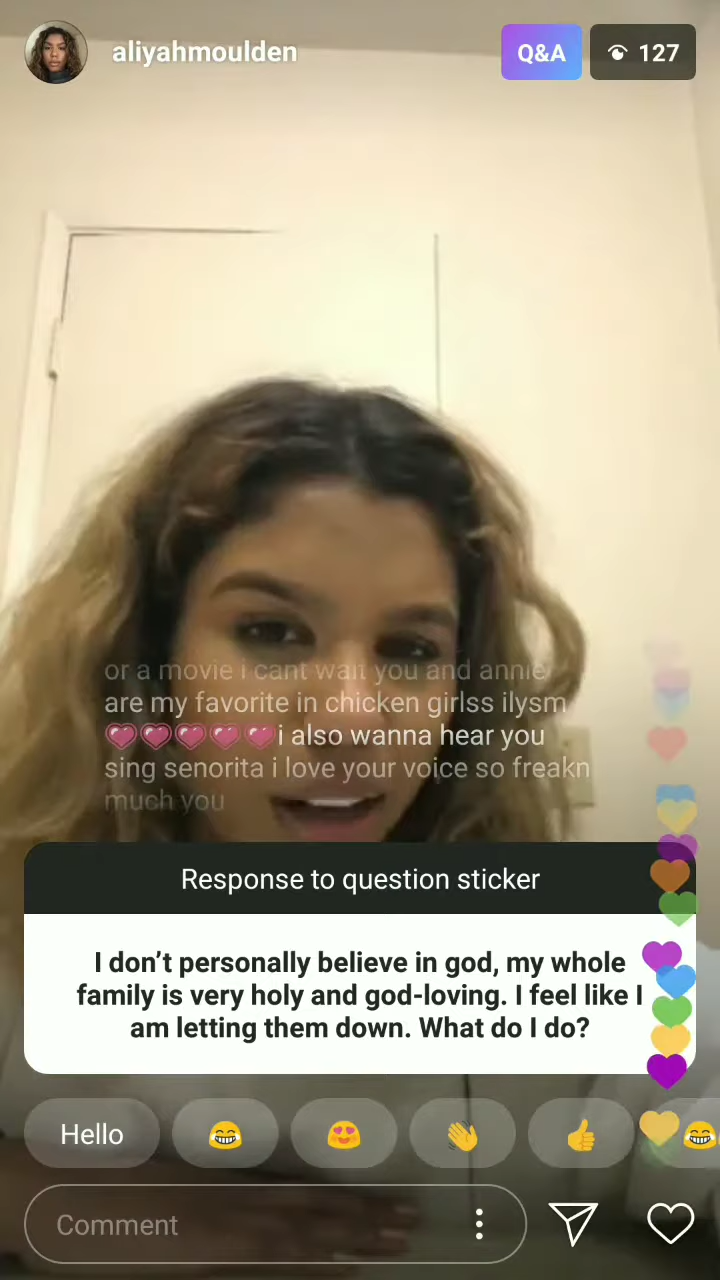 aliyahmoulden
Q&A
127
or a movie i cant wait you and annie
are my favorite in chicken girlss ilysm
💗💗💗💗💗i also wanna hear you
sing senorita i love your voice so freakn
much you
Response to question sticker
I don't personally believe in god, my whole
family is very holy and god-loving. I feel like I
am letting them down. What do I do?
Hello
Comment